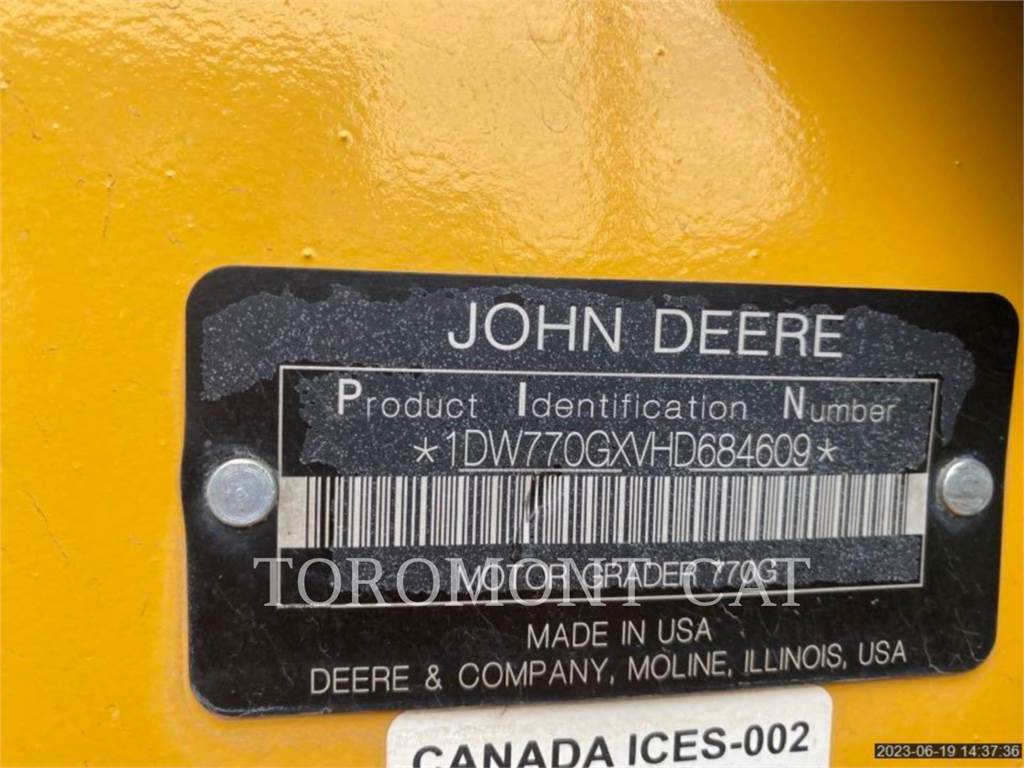 JOHN DEERE
Product Identification Number
*1DW770GXVHD684609*
MOTOR GRADER 770G
TOROMONT CAT
MADE IN USA
DEERE & COMPANY, MOLINE, ILLINOIS, USA
CANADA ICES-002
2023-06-19 14:37:36